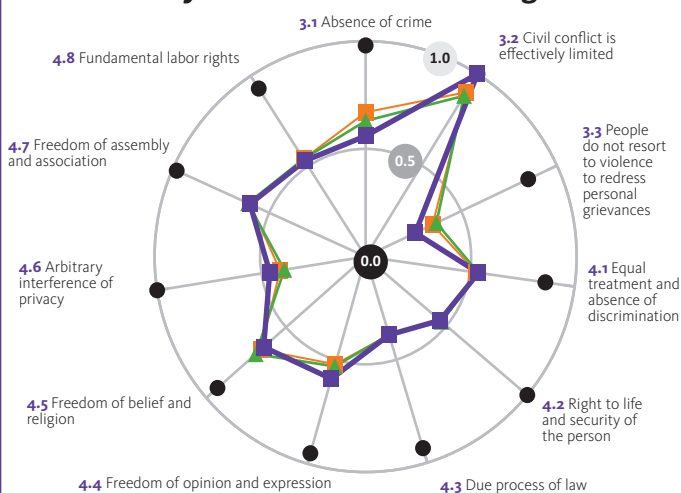 3.1 Absence of crime
3.2 Civil conflict is
effectively limited
1.0
4.8 Fundamental labor rights
3.3 People
do not resort
to violence
to redress
personal
grievances
4.7 Freedom of assembly
and association
0.5
0.0
4.1 Equal
treatment and
absence of
discrimination
4.6 Arbitrary
interference of
privacy
4.5 Freedom of belief and
religion
4.2 Right to life
and security of
the person
4.4 Freedom of opinion and expression
4.3 Due process of law